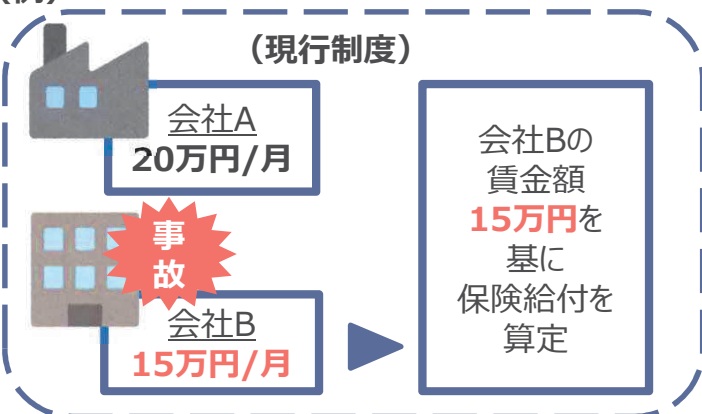 (例)
（現行制度）
会社A
20万円/月
事
故
会社B
15万円/月
会社Bの
賃金額
15万円を
基に
保険給付を
算定